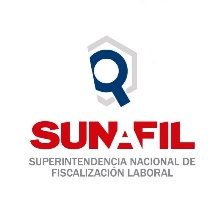 SUNAFIL
SUPERINTENDENCIA NACIONAL DE
FISCALIZACIÓN LABORAL